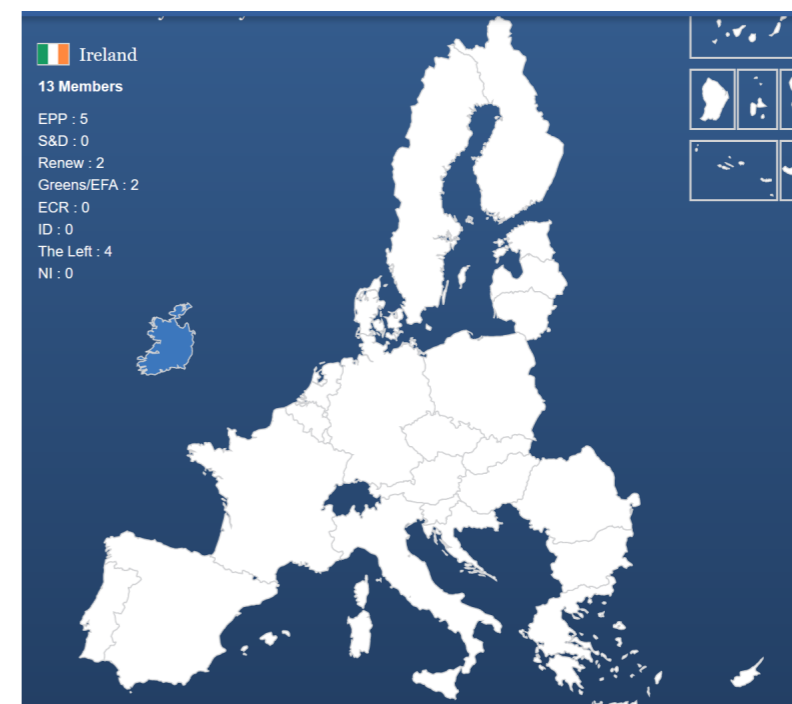 Ireland
13 Members
EPP : 5
S&D : 0
Renew : 2
Greens/EFA : 2
ECR : 0
ID : 0
The Left : 4
NI : 0